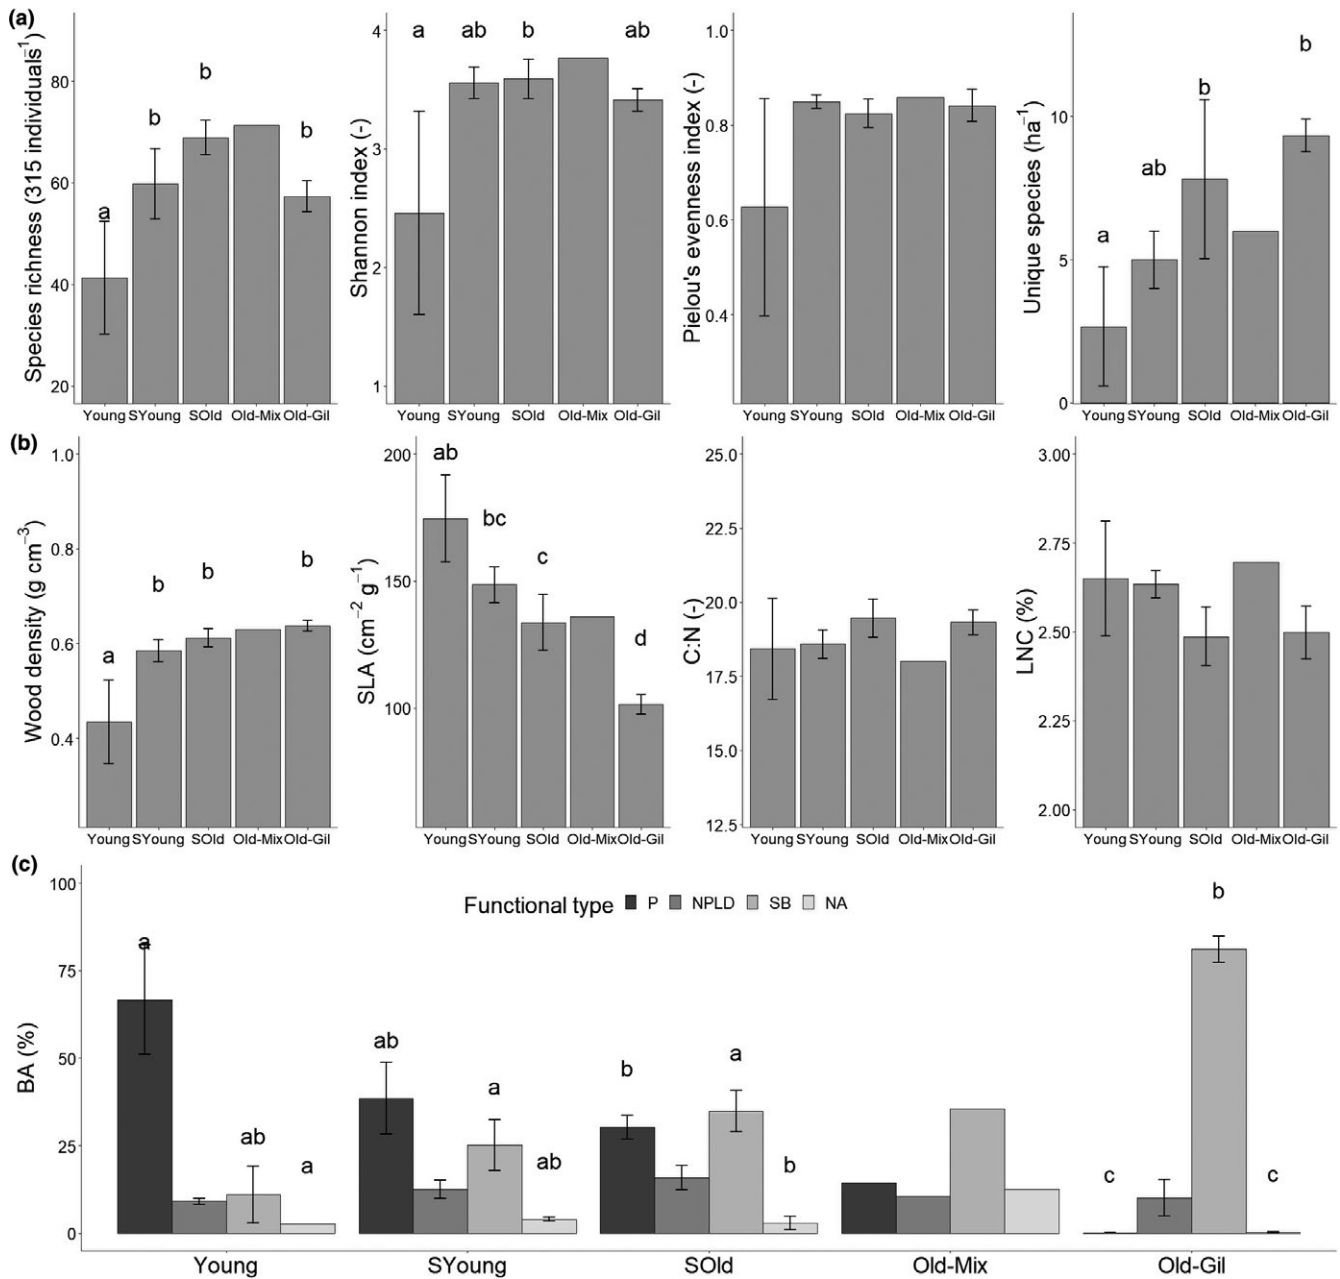 (a)
Species richness (315 individuals⁻¹)
80
60
40
20
a
b
b
b
Young SYoung SOld Old-Mix Old-Gil
Shannon index (-)
4
3
2
1
a
ab
b
ab
Young SYoung SOld Old-Mix Old-Gil
Pielou's evenness index (-)
1.0
0.8
0.6
0.4
Young SYoung SOld Old-Mix Old-Gil
Unique species (ha⁻¹)
10
5
0
a
ab
b
b
Young SYoung SOld Old-Mix Old-Gil
(b)
Wood density (g cm⁻³)
1.0
0.8
0.6
0.4
a
b
b
b
Young SYoung SOld Old-Mix Old-Gil
SLA (cm⁻² g⁻¹)
200
150
100
ab
bc
c
d
Young SYoung SOld Old-Mix Old-Gil
C:N (-)
25.0
22.5
20.0
17.5
15.0
12.5
Young SYoung SOld Old-Mix Old-Gil
LNC (%)
3.00
2.75
2.50
2.25
2.00
Young SYoung SOld Old-Mix Old-Gil
(c)
BA (%)
100
75
50
25
0
Functional type P NPLD SB NA
a
ab
a
ab
a
ab
b
a
b
c
b
c
Young SYoung SOld Old-Mix Old-Gil